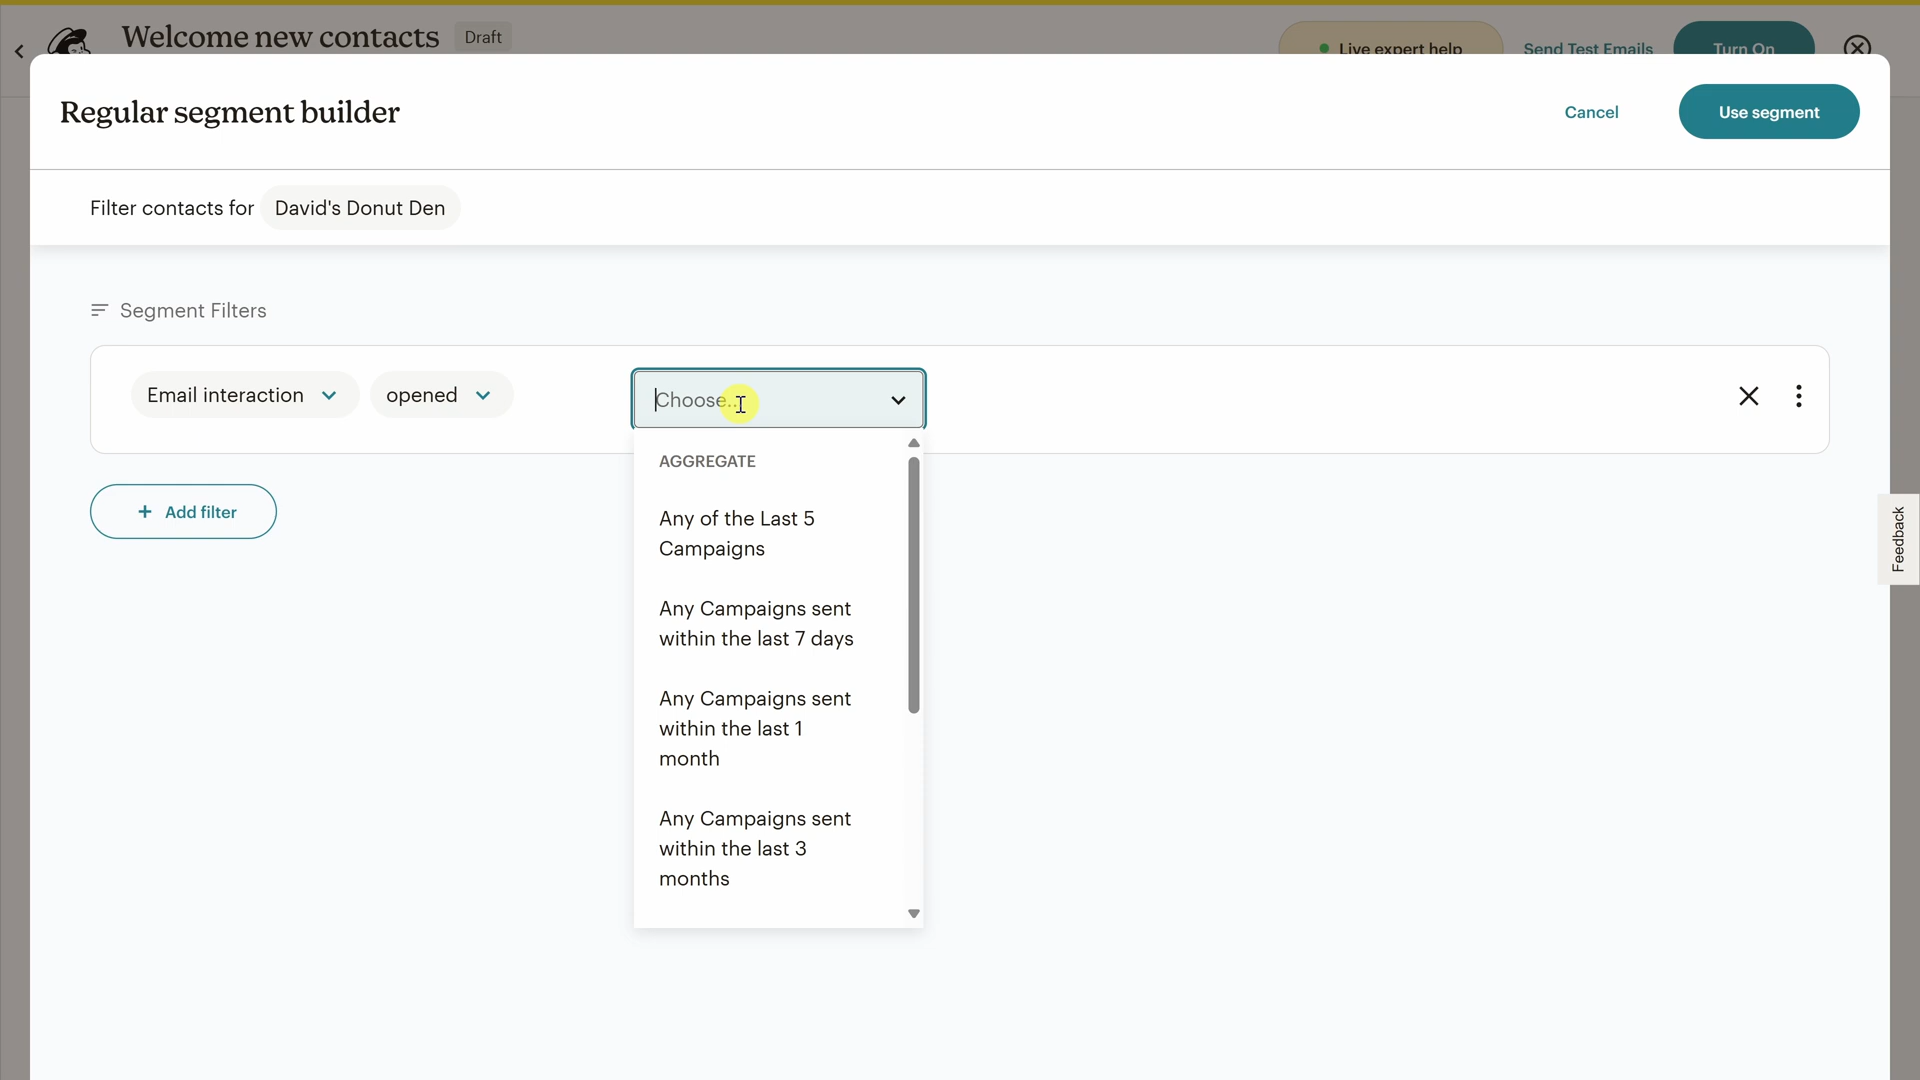 Welcome new contacts
Draft
Live expert help
Send Test Emails
Turn On
Regular segment builder
Cancel
Use segment
Filter contacts for David's Donut Den
Segment Filters
Email interaction
opened
Choose...
AGGREGATE
Any of the Last 5
Campaigns
Any Campaigns sent
within the last 7 days
Any Campaigns sent
within the last 1
month
Any Campaigns sent
within the last 3
months
+ Add filter
Feedback